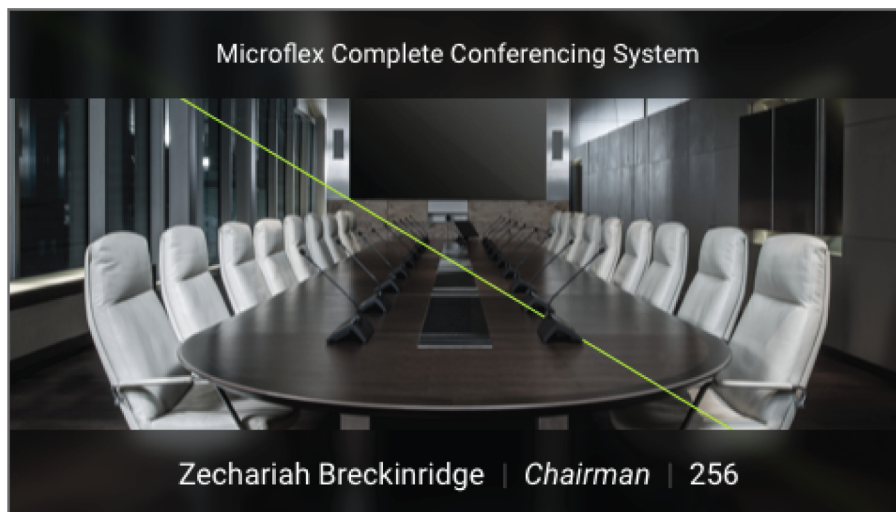 Microflex Complete Conferencing System
Zechariah Breckinridge | Chairman | 256